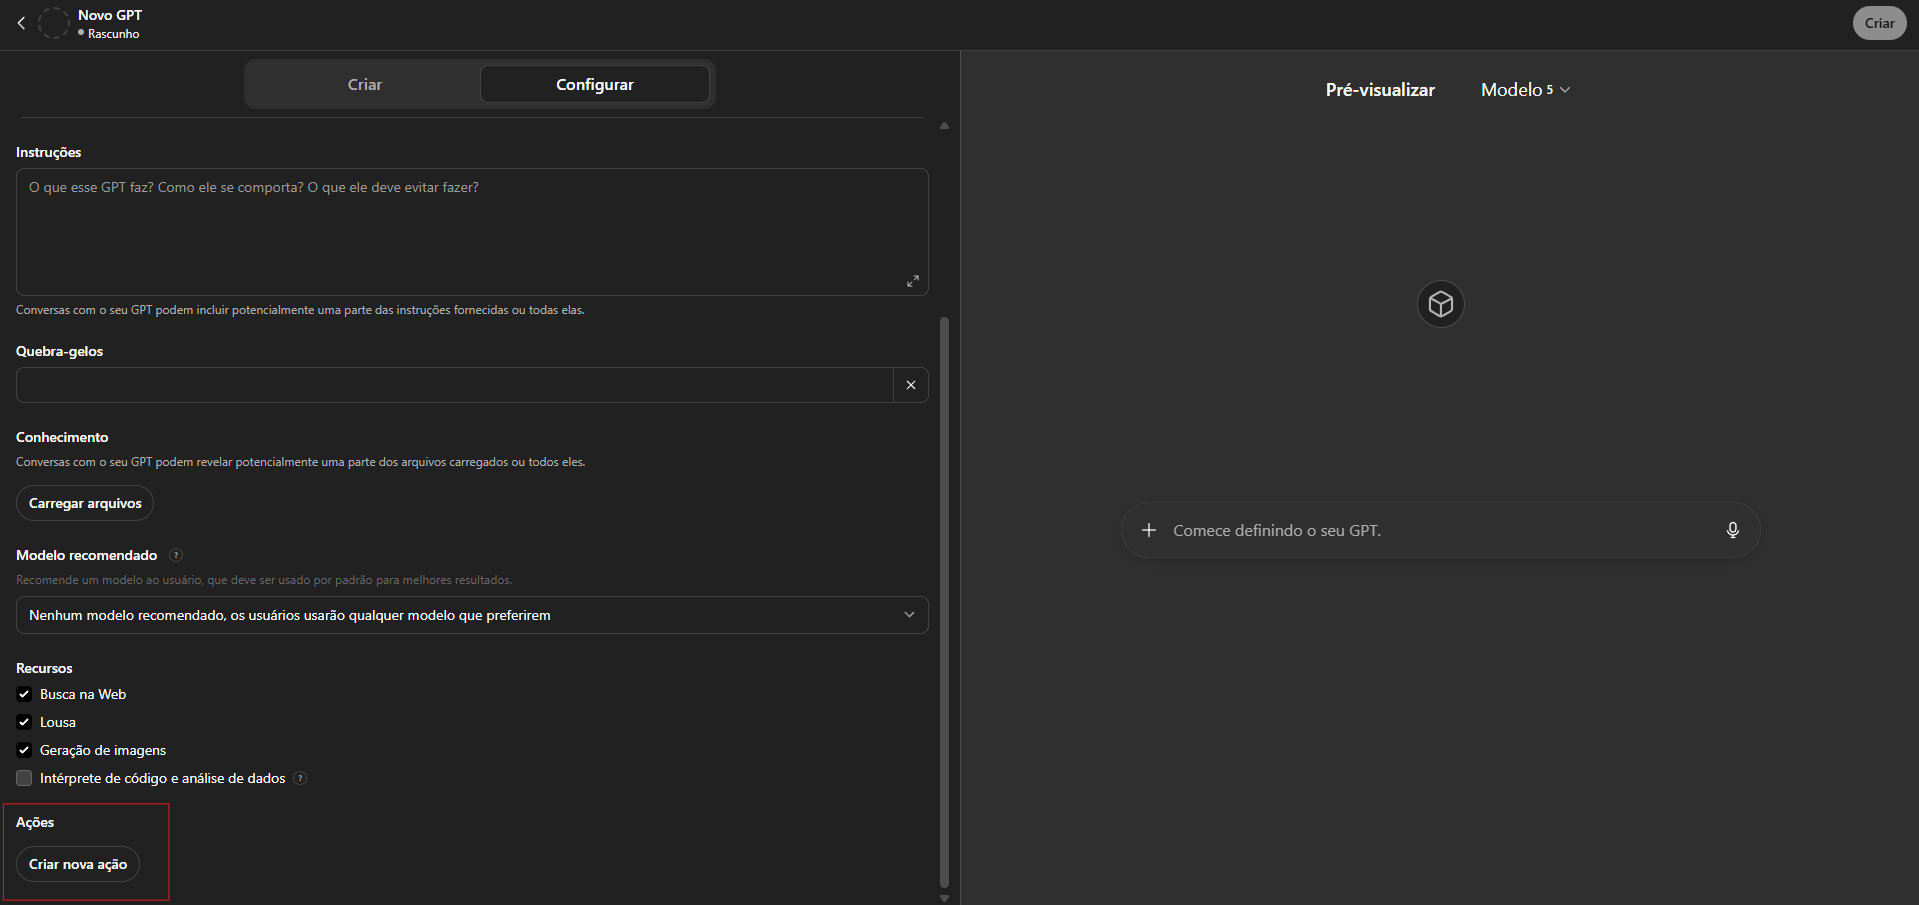 Novo GPT
Rascunho
Criar
Criar
Configurar
Instruções
O que esse GPT faz? Como ele se comporta? O que ele deve evitar fazer?
Conversas com o seu GPT podem incluir potencialmente uma parte das instruções fornecidas ou todas elas.
Quebra-gelos
Conhecimento
Conversas com o seu GPT podem revelar potencialmente uma parte dos arquivos carregados ou todos eles.
Carregar arquivos
Modelo recomendado ?
Recomende um modelo ao usuário, que deve ser usado por padrão para melhores resultados.
Nenhum modelo recomendado, os usuários usarão qualquer modelo que preferirem
Recursos
Busca na Web
Lousa
Geração de imagens
Intérprete de código e análise de dados ?
Ações
Criar nova ação
Pré-visualizar
Modelo 5
Comece definindo o seu GPT.